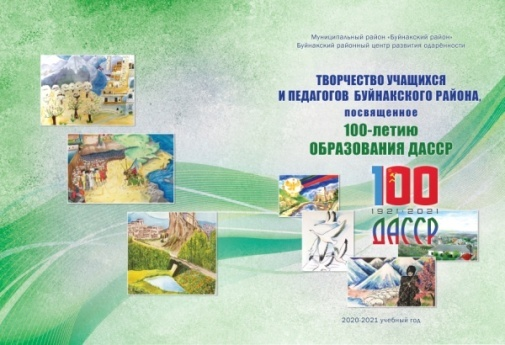 Муниципальный район «Буйнакский район»
Буйнакский районный центр развития одарённости
ТВОРЧЕСТВО УЧАЩИХСЯ
И ПЕДАГОГОВ БУЙНАКСКОГО РАЙОНА,
посвященное
100-летию
ОБРАЗОВАНИЯ ДАССР
100
1921-2021
ДАССР
2020-2021 учебный год